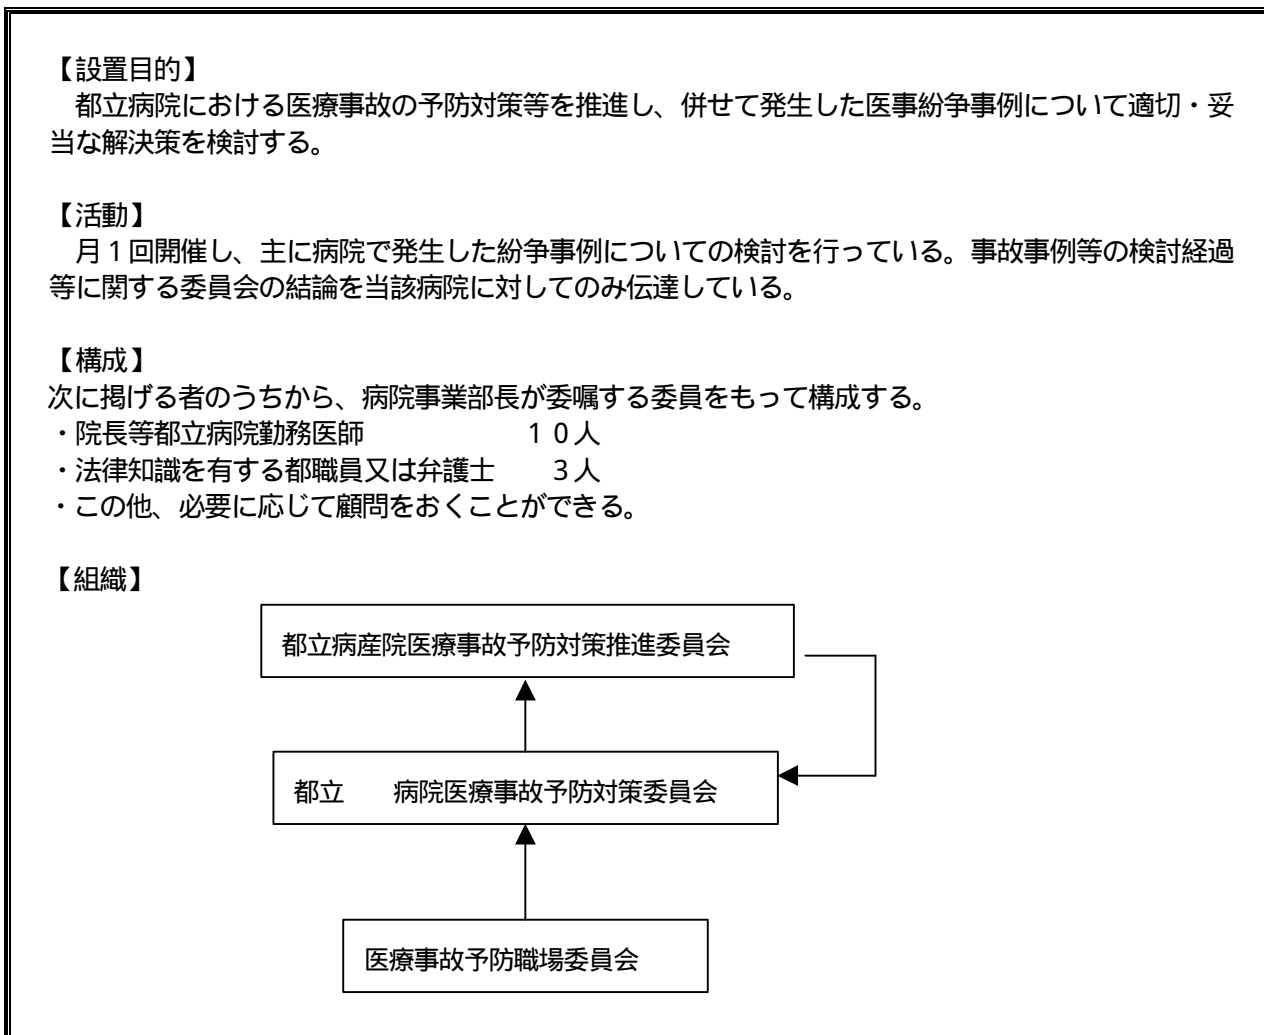 【設置目的】
　都立病院における医療事故の予防対策等を推進し、併せて発生した医事紛争事例について適切・妥
当な解決策を検討する。
【活動】
　月１回開催し、主に病院で発生した紛争事例についての検討を行っている。事故事例等の検討経過
等に関する委員会の結論を当該病院に対してのみ伝達している。
【構成】
次に掲げる者のうちから、病院事業部長が委嘱する委員をもって構成する。
・院長等都立病院勤務医師　　　　　　１０人
・法律知識を有する都職員又は弁護士　　３人
・この他、必要に応じて顧問をおくことができる。
【組織】
都立病産院医療事故予防対策推進委員会
都立　　病院医療事故予防対策委員会
医療事故予防職場委員会